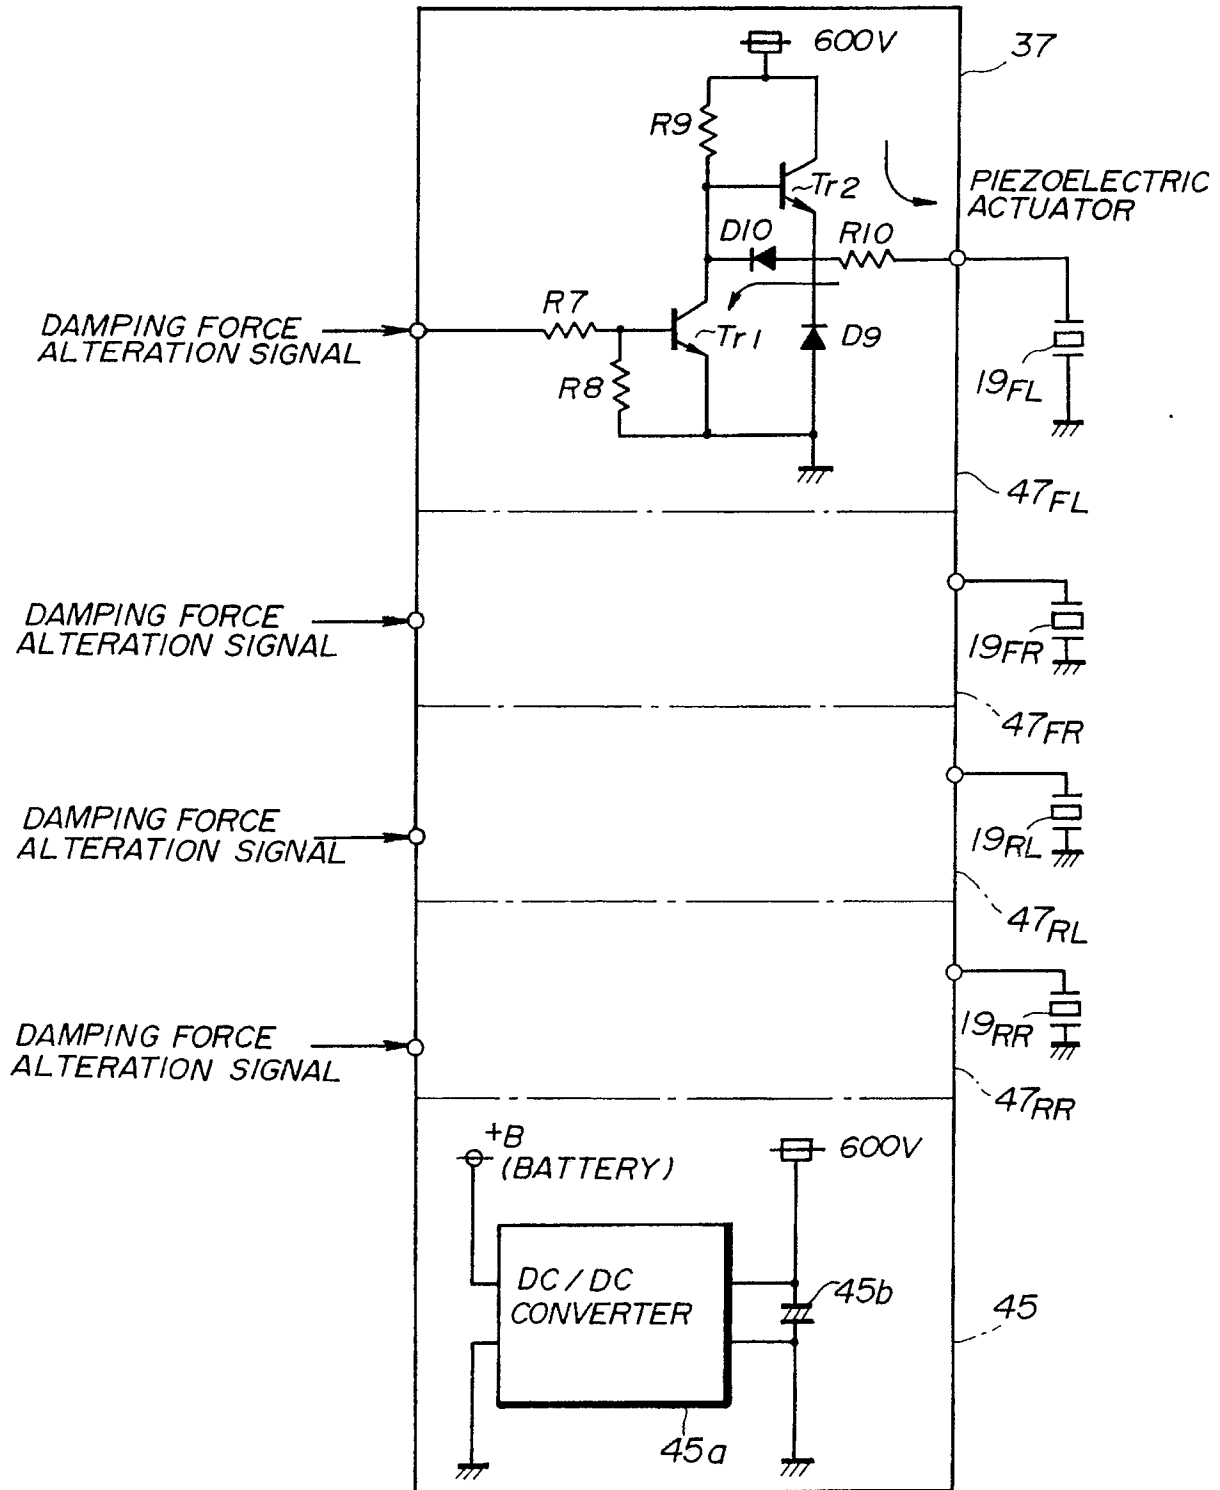 600V
37
R9
Tr2
PIEZOELECTRIC
ACTUATOR
D10
R10
R7
DAMPING FORCE
ALTERATION SIGNAL
Tr1
D9
R8
19FL
47FL
DAMPING FORCE
ALTERATION SIGNAL
19FR
47FR
DAMPING FORCE
ALTERATION SIGNAL
19RL
47RL
DAMPING FORCE
ALTERATION SIGNAL
19RR
47RR
+B
(BATTERY)
600V
DC/DC
CONVERTER
45b
45
45a